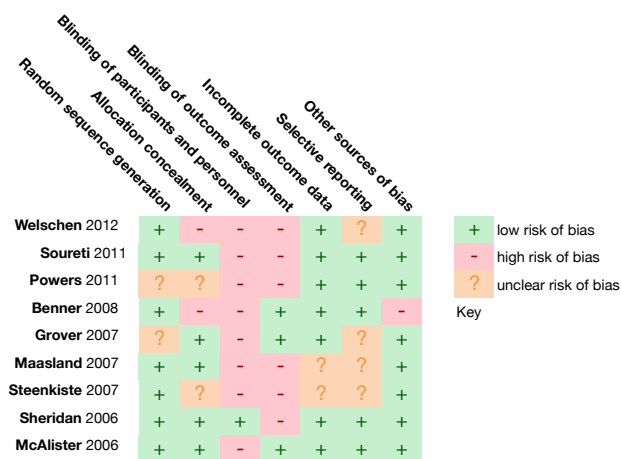 Random sequence generation
Allocation concealment
Blinding of participants and personnel
Blinding of outcome assessment
Incomplete outcome data
Selective reporting
Other sources of bias
Welschen 2012 + - - - + ? +
Soureti 2011 + + - - + + +
Powers 2011 ? ? - - + + +
Benner 2008 + - - + + + -
Grover 2007 ? + - + + ? +
Maasland 2007 + + - - ? ? +
Steenkiste 2007 + ? - - ? ? +
Sheridan 2006 + + + - + + +
McAlister 2006 + + - + + + +
+ low risk of bias
- high risk of bias
? unclear risk of bias
Key